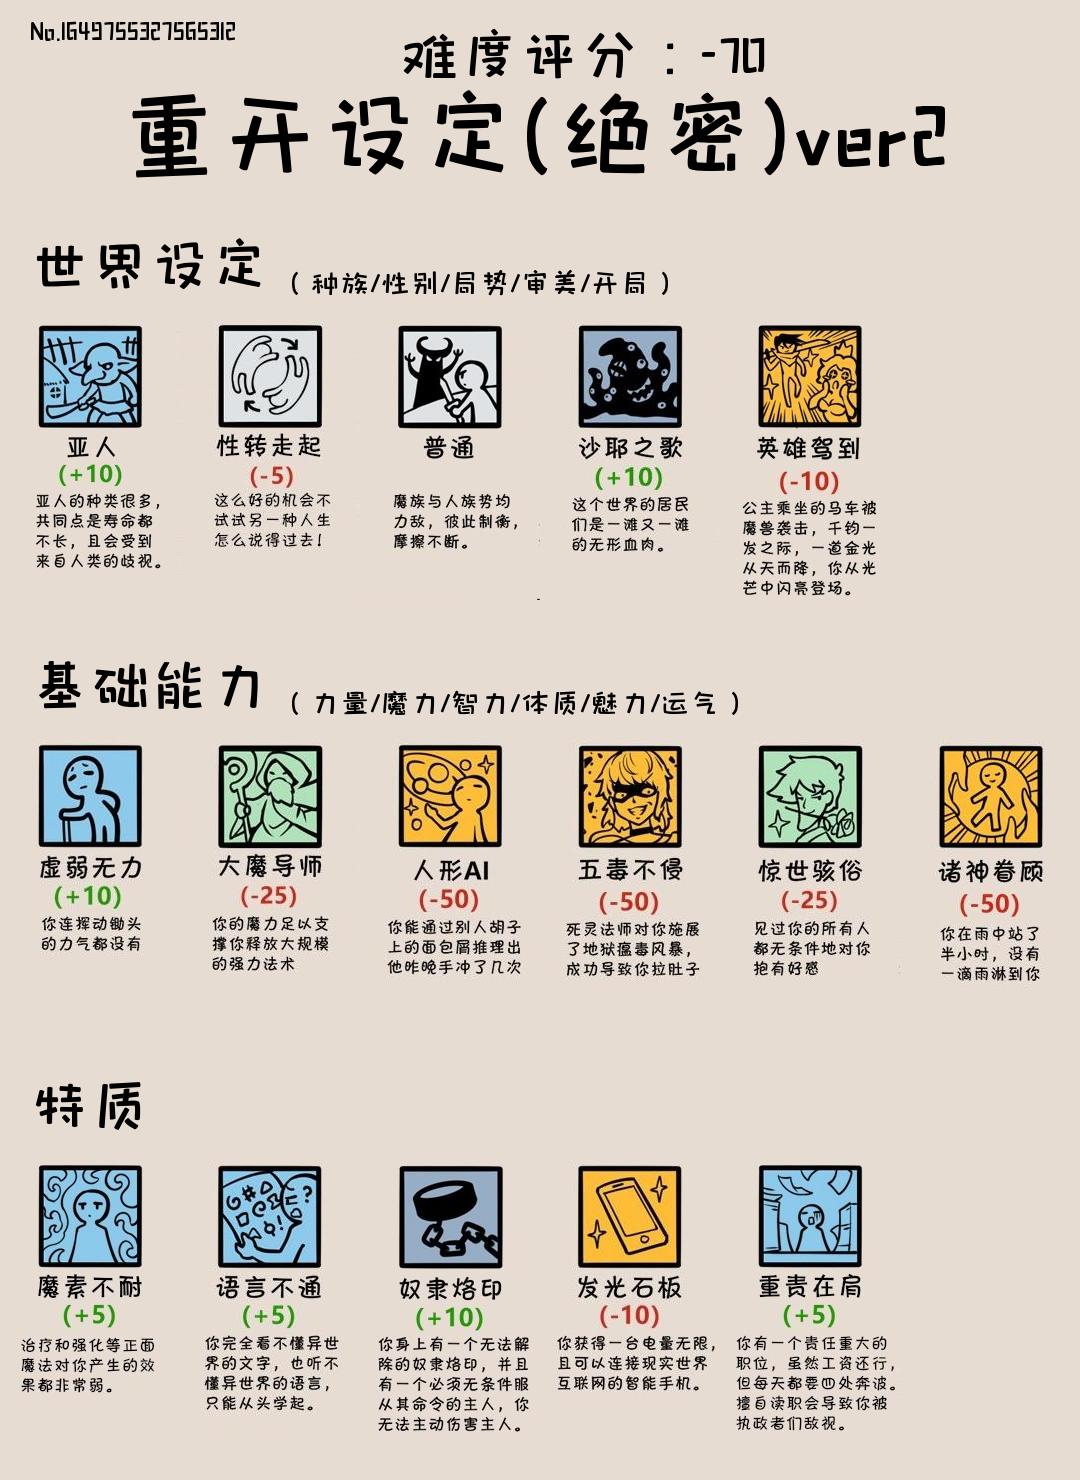 No.1649755327565312
难度评分：-70
重开设定(绝密)ver2
世界设定 (种族/性别/局势/审美/开局)
亚人
(+10)
亚人的种类很多，
共同点是寿命都
不长，且会受到
来自人类的歧视。
性转走起
(-5)
这么好的机会不
试试另一种人生
怎么说得过去！
普通
魔族与人族势均
力敌，彼此制衡，
摩擦不断。
沙耶之歌
(+10)
这个世界的居民
们是一滩又一滩
的无形血肉。
英雄驾到
(-10)
公主乘坐的马车被
魔兽袭击，千钧一
发之际，一道金光
从天而降，你从光
芒中闪亮登场。
基础能力 (力量/魔力/智力/体质/魅力/运气)
虚弱无力
(+10)
你连挥动锄头
的力气都没有
大魔导师
(-25)
你的魔力足以支
撑你释放大规模
的强力法术
人形AI
(-50)
你能通过别人胡子
上的面包屑推理出
他昨晚手冲了几次
五毒不侵
(-50)
死灵法师对你施展
了地狱瘟毒风暴，
成功导致你拉肚子
惊世骇俗
(-25)
见过你的所有人
都无条件地对你
抱有好感
诸神眷顾
(-50)
你在雨中站了
半小时，没有
一滴雨淋到你
特质
魔素不耐
(+5)
治疗和强化等正面
魔法对你产生的效
果都非常弱。
语言不通
(+5)
你完全看不懂异世
界的文字，也听不
懂异世界的语言，
只能从头学起。
奴隶烙印
(+10)
你身上有一个无法解
除的奴隶烙印，并且
有一个必须无条件服
从其命令的主人，你
无法主动伤害主人。
发光石板
(-10)
你获得一台电量无限，
且可以连接现实世界
互联网的智能手机。
重责在肩
(+5)
你有一个责任重大的
职位，虽然工资还行，
但每天都要四处奔波。
擅自渎职会导致你被
执政者们敌视。